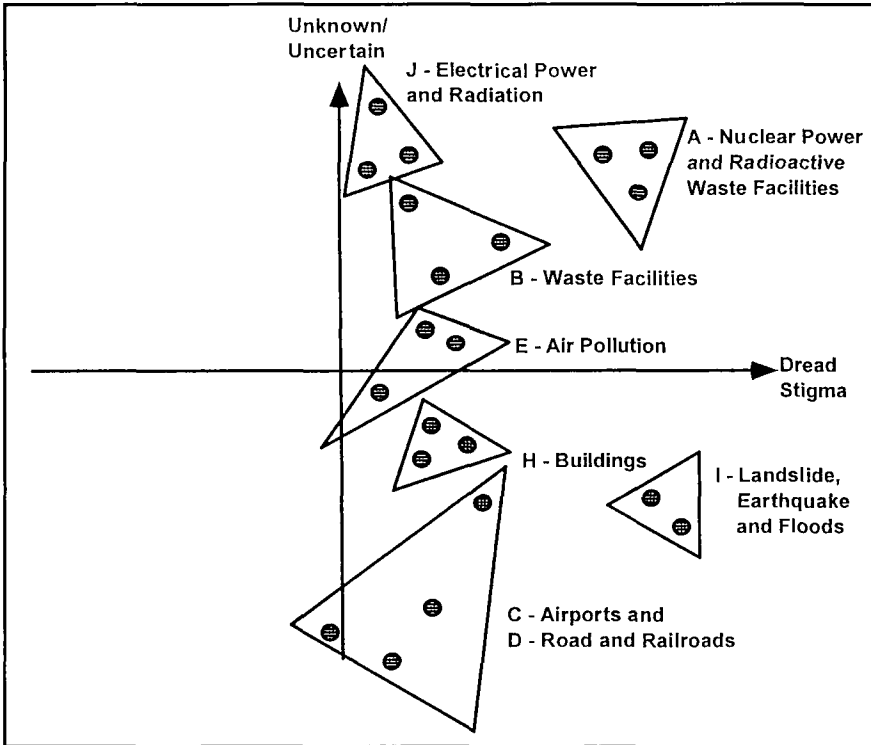 Unknown/
Uncertain
J - Electrical Power
and Radiation
A - Nuclear Power
and Radioactive
Waste Facilities
B - Waste Facilities
E - Air Pollution
Dread
Stigma
H - Buildings
I - Landslide,
Earthquake
and Floods
C - Airports and
D - Road and Railroads